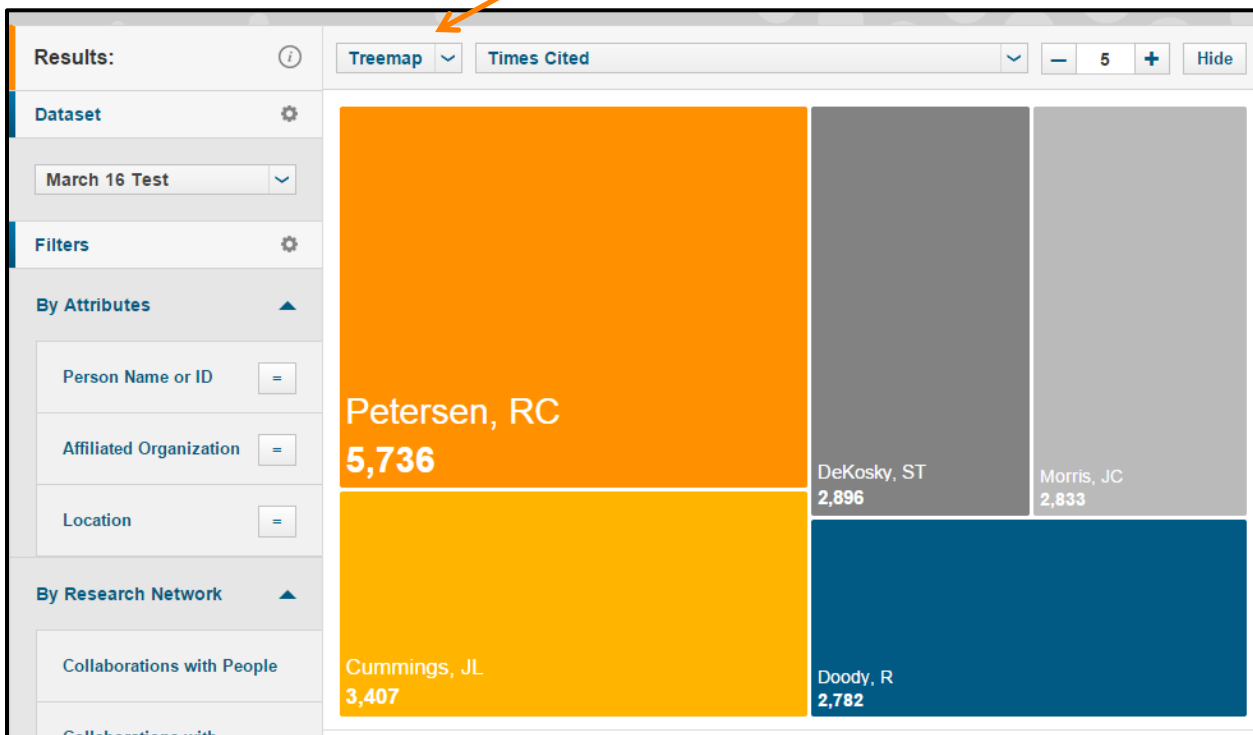 Results:
Dataset
March 16 Test
Filters
By Attributes
Person Name or ID =
Affiliated Organization =
Location =
By Research Network
Collaborations with People
Collaborations with
Treemap Times Cited – 5 + Hide
Petersen, RC
5,736
DeKosky, ST
2,896
Morris, JC
2,833
Cummings, JL
3,407
Doody, R
2,782